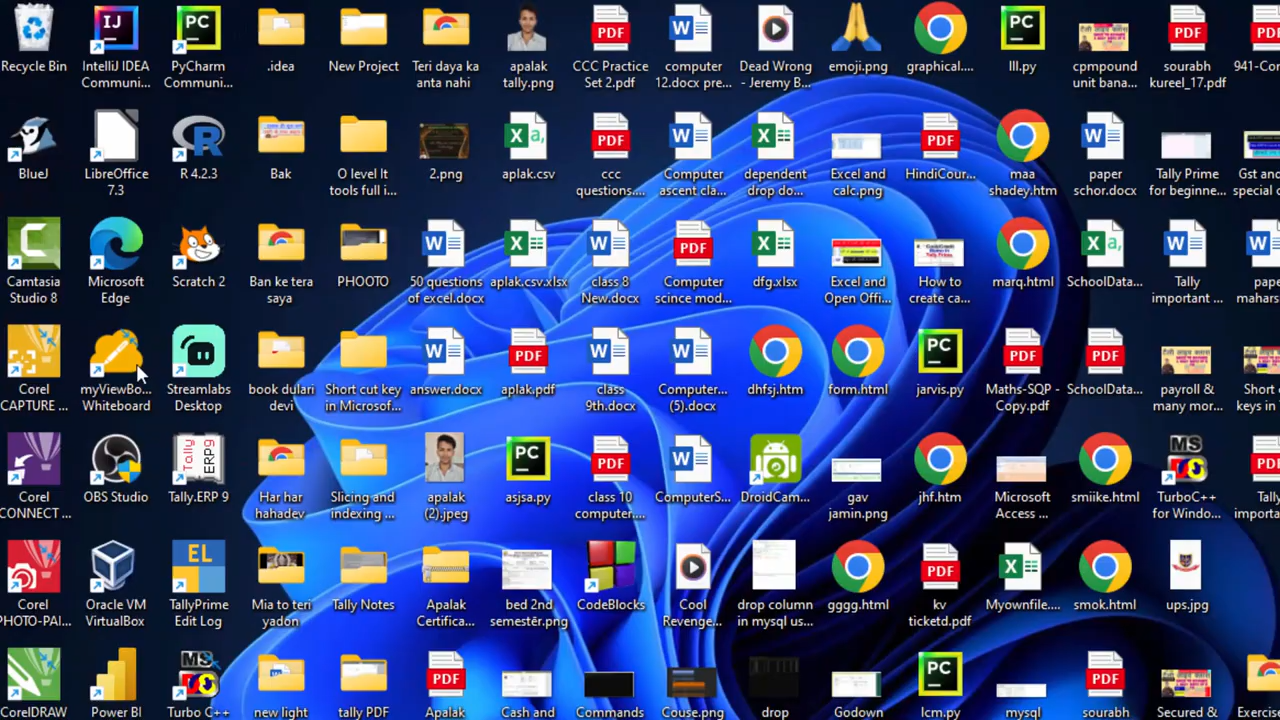 Recycle Bin
IntelliJ IDEA
Communi...
PyCharm
Communi...
.idea
New Project
Teri daya ka
anta nahi
apalak
tally.png
CCC Practice
Set 2.pdf
computer
12.docx pre...
Dead Wrong
- Jeremy B...
emoji.png
graphical....
lll.py
cpmpound
unit bana...
sourabh
kureel_17.pdf
941-Cor
BlueJ
LibreOffice
7.3
R 4.2.3
Bak
O level It
tools full i...
2.png
aplak.csv
ccc
questions....
Computer
ascent cla...
dependent
drop do...
Excel and
calc.png
HindiCour...
maa
shadey.htm
paper
schor.docx
Tally Prime
for beginne...
Gst and
special
Camtasia
Studio 8
Microsoft
Edge
Scratch 2
Ban ke tera
saya
PHOOTO
50 questions
of excel.docx
aplak.csv.xlsx
class 8
New.docx
Computer
scince mod...
dfg.xlsx
Excel and
Open Offi...
How to
create ca...
marq.html
SchoolData...
Tally
important ...
pape
mahars
Corel
CAPTURE ...
myViewBo...
Whiteboard
Streamlabs
Desktop
book dulari
devi
Short cut key
in Microsof...
answer.docx
aplak.pdf
class
9th.docx
Computer...
(5).docx
dhfsj.htm
form.html
jarvis.py
Maths-SQP -
Copy.pdf
SchoolData...
payroll &
many mor...
Short
keys in
Corel
CONNECT ...
OBS Studio
Tally.ERP 9
Har har
hahadev
Slicing and
indexing ...
apalak
(2).jpeg
asjsa.py
class 10
computer....
ComputerS...
DroidCam...
gav
jamin.png
jhf.htm
Microsoft
Access ...
smiike.html
TurboC++
for Windo...
Tally
importa
Corel
PHOTO-PAI...
Oracle VM
VirtualBox
TallyPrime
Edit Log
Mia to teri
yadon
Tally Notes
Apalak
Certifica...
bed 2nd
semester.png
CodeBlocks
Cool
Revenge...
drop column
in mysql us...
gggg.html
kv
ticketd.pdf
Myownfile....
smok.html
ups.jpg
CorelDRAW
Power BI
Turbo C++
new light
tally PDF
Apalak
Cash and
Commands
Couse.png
drop
Godown
lcm.py
mysql
sourabh
Secured &
Exercis